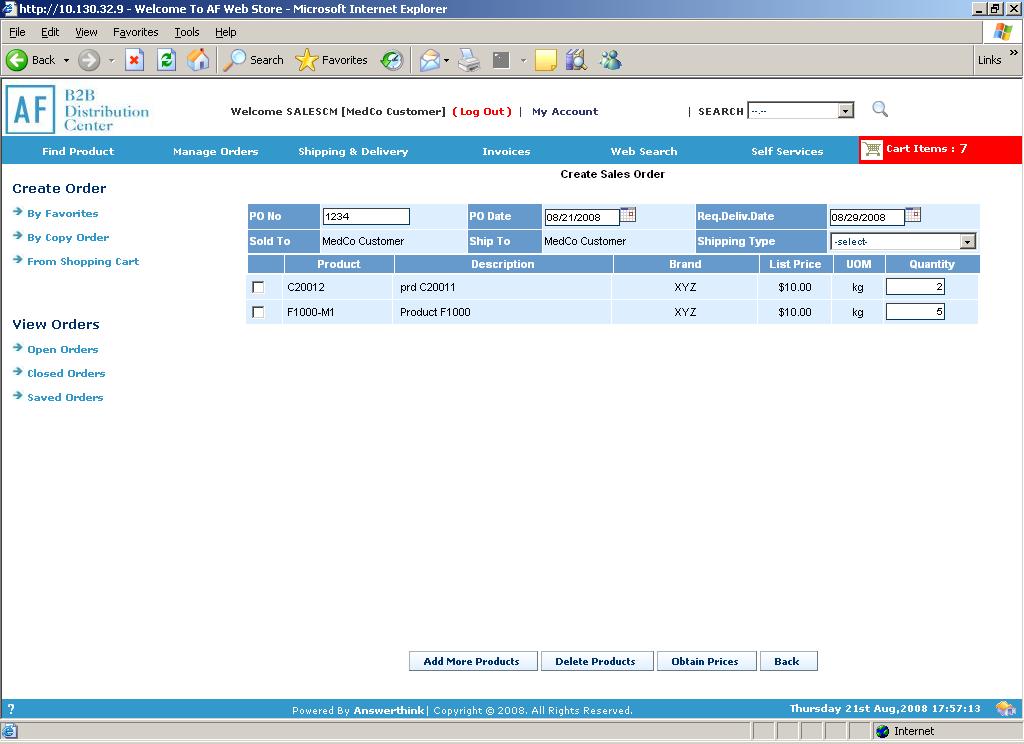 http://10.130.32.9 - Welcome To AF Web Store - Microsoft Internet Explorer
File Edit View Favorites Tools Help
Back Search Favorites Links »
AF B2B
Distribution
Center
Welcome SALESCM [MedCo Customer] ( Log Out ) | My Account | SEARCH --.--
Find Product Manage Orders Shipping & Delivery Invoices Web Search Self Services Cart Items : 7
Create Sales Order
Create Order
By Favorites
By Copy Order
From Shopping Cart
View Orders
Open Orders
Closed Orders
Saved Orders
PO No 1234 PO Date 08/21/2008 Req.Deliv.Date 08/29/2008
Sold To MedCo Customer Ship To MedCo Customer Shipping Type -select-
Product Description Brand List Price UOM Quantity
C20012 prd C20011 XYZ $10.00 kg 2
F1000-M1 Product F1000 XYZ $10.00 kg 5
Add More Products Delete Products Obtain Prices Back
? Powered By Answerthink| Copyright © 2008. All Rights Reserved. Thursday 21st Aug,2008 17:57:13
Internet